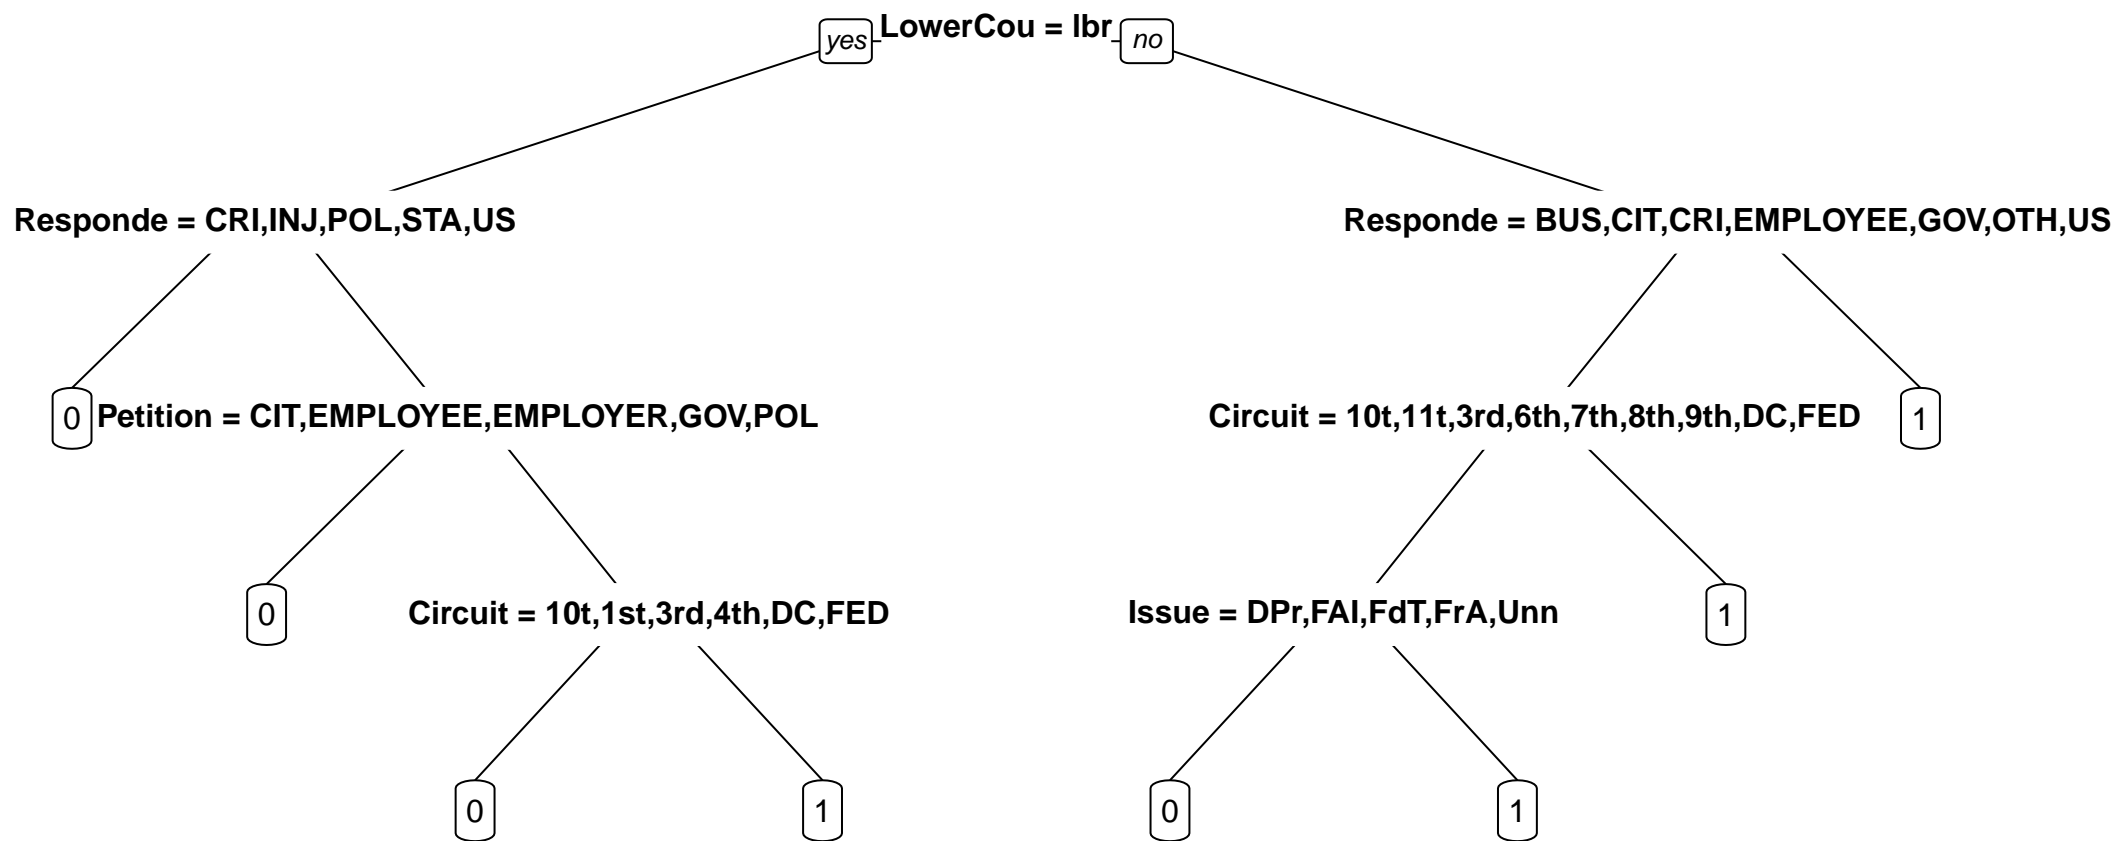 yes LowerCou = lbr no
Responde = CRI,INJ,POL,STA,US Responde = BUS,CIT,CRI,EMPLOYEE,GOV,OTH,US
0 Petition = CIT,EMPLOYEE,EMPLOYER,GOV,POL Circuit = 10t,11t,3rd,6th,7th,8th,9th,DC,FED 1
0 Circuit = 10t,1st,3rd,4th,DC,FED Issue = DPr,FAI,FdT,FrA,Unn 1
0 1 0 1